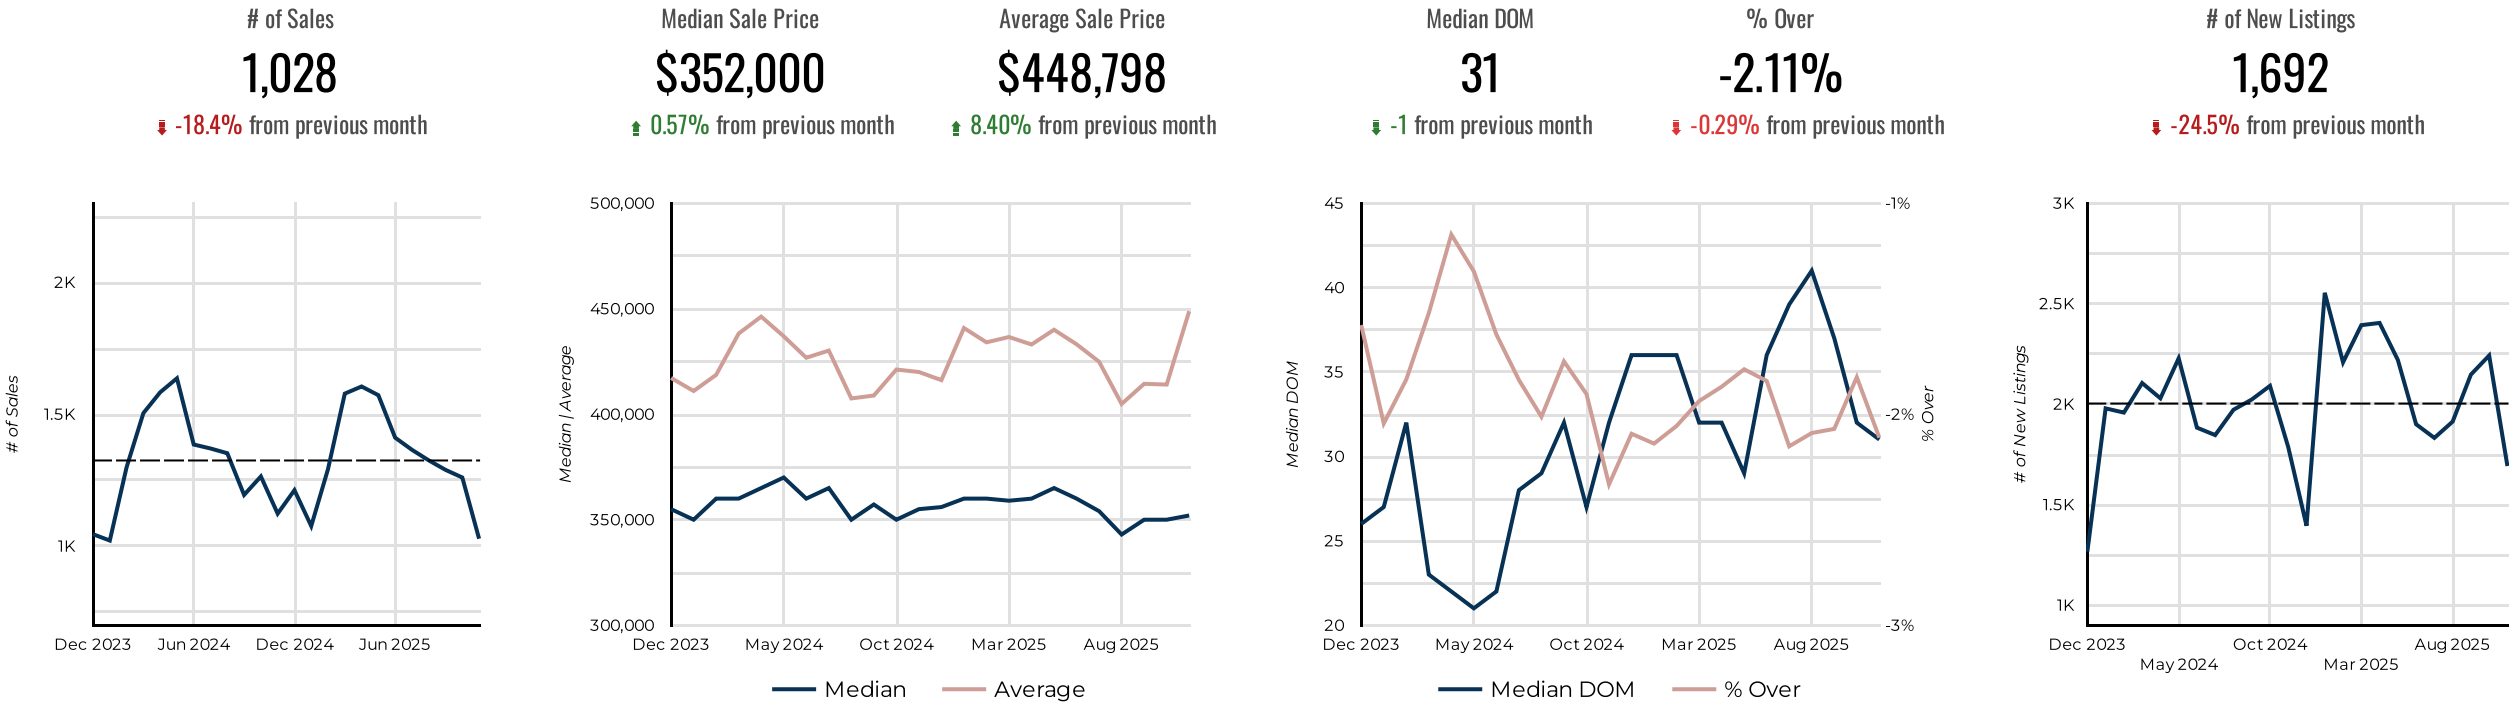 # of Sales
1,028
-18.4% from previous month
# of Sales
2K
1.5K
1K
Dec 2023 Jun 2024 Dec 2024 Jun 2025
Median Sale Price
$352,000
0.57% from previous month
Average Sale Price
$448,798
8.40% from previous month
Median | Average
500,000
450,000
400,000
350,000
300,000
Dec 2023 May 2024 Oct 2024 Mar 2025 Aug 2025
Median Average
Median DOM
31
-1 from previous month
% Over
-2.11%
-0.29% from previous month
Median DOM
45
40
35
30
25
20
-1%
-2%
-3%
% Over
Dec 2023 May 2024 Oct 2024 Mar 2025 Aug 2025
Median DOM % Over
# of New Listings
1,692
-24.5% from previous month
# of New Listings
3K
2.5K
2K
1.5K
1K
Dec 2023 Oct 2024 Aug 2025
May 2024 Mar 2025